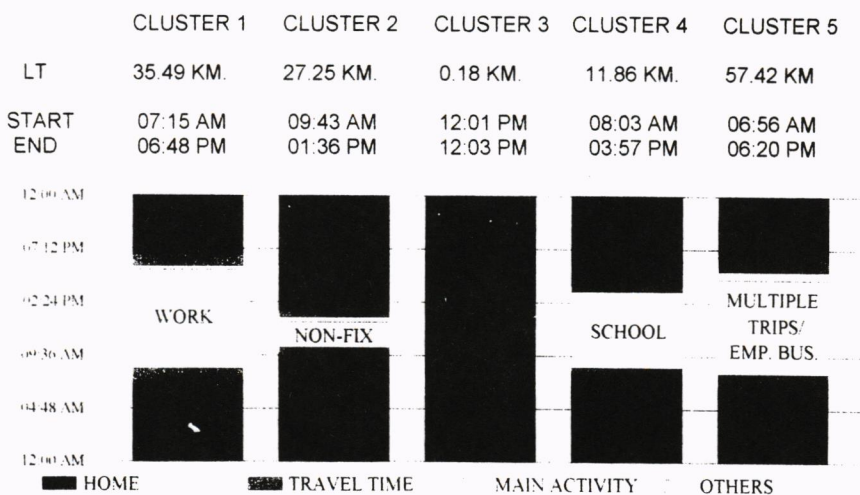 CLUSTER 1 CLUSTER 2 CLUSTER 3 CLUSTER 4 CLUSTER 5
LT 35.49 KM. 27.25 KM. 0.18 KM. 11.86 KM. 57.42 KM
START 07:15 AM 09:43 AM 12:01 PM 08:03 AM 06:56 AM
END 06:48 PM 01:36 PM 12:03 PM 03:57 PM 06:20 PM
12:00 AM
07:12 PM
02:24 PM
WORK NON-FIX SCHOOL MULTIPLE
TRIPS/
EMP. BUS.
09:36 AM
04:48 AM
12:00 AM
HOME TRAVEL TIME MAIN ACTIVITY OTHERS